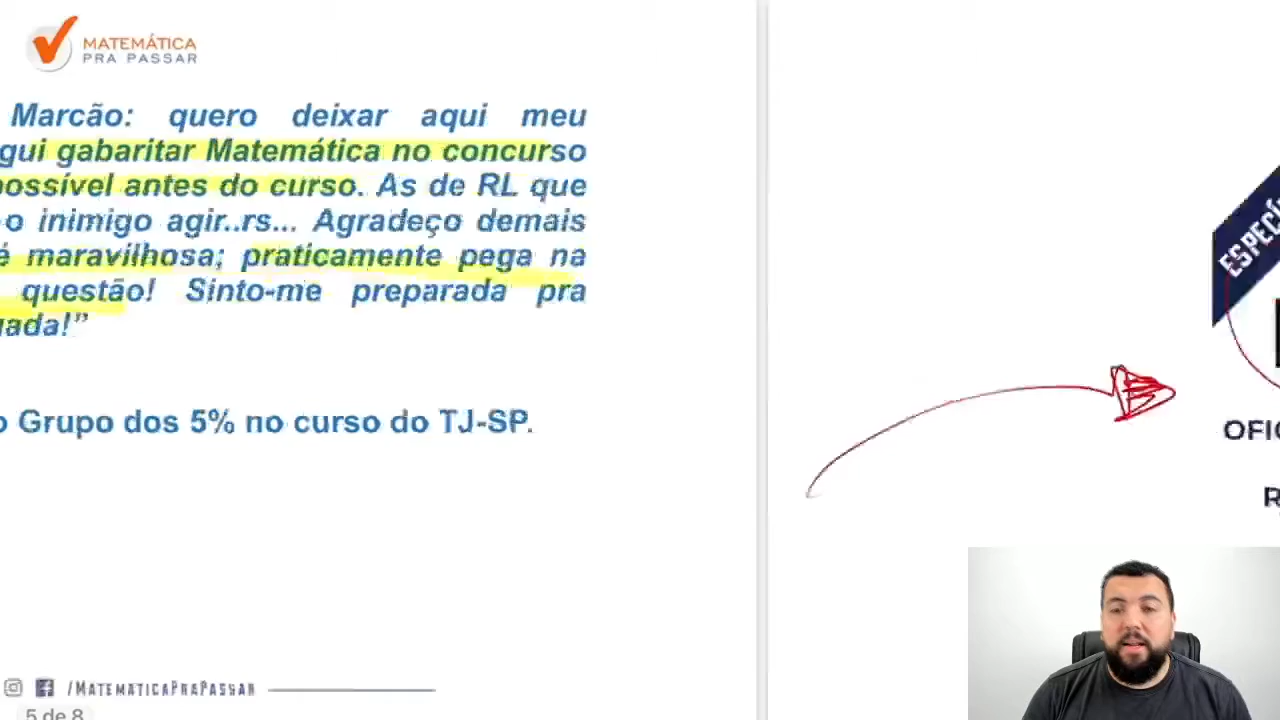 MATEMÁTICA
PRA PASSAR
Marcão: quero deixar aqui meu
gui gabaritar Matemática no concurso
possível antes do curso. As de RL que
-o inimigo agir..rs... Agradeço demais
é maravilhosa; praticamente pega na
questão! Sinto-me preparada pra
gada!”
o Grupo dos 5% no curso do TJ-SP.
ESPECÍ
OFIC
R
/MATEMATICAPRAPASSAR
5 de 8